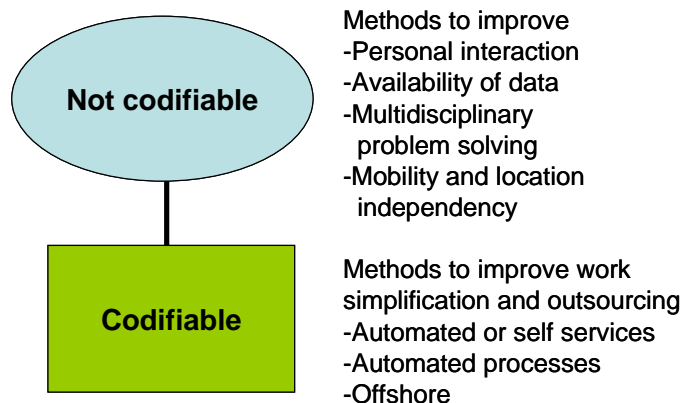 Not codifiable
Methods to improve
-Personal interaction
-Availability of data
-Multidisciplinary
problem solving
-Mobility and location
independency
Codifiable
Methods to improve work
simplification and outsourcing
-Automated or self services
-Automated processes
-Offshore